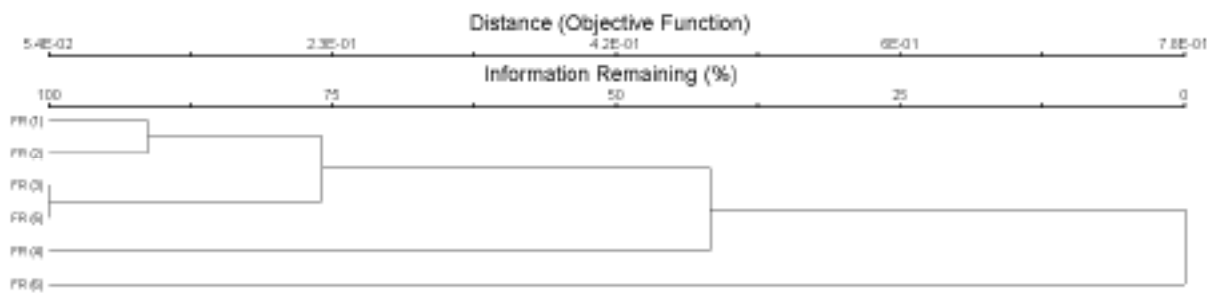 Distance (Objective Function)
5.4E-02 2.3E-01 4.2E-01 6E-01 7.8E-01
Information Remaining (%)
100 75 50 25 0
FR(1)
FR(2)
FR(3)
FR(6)
FR(4)
FR(5)